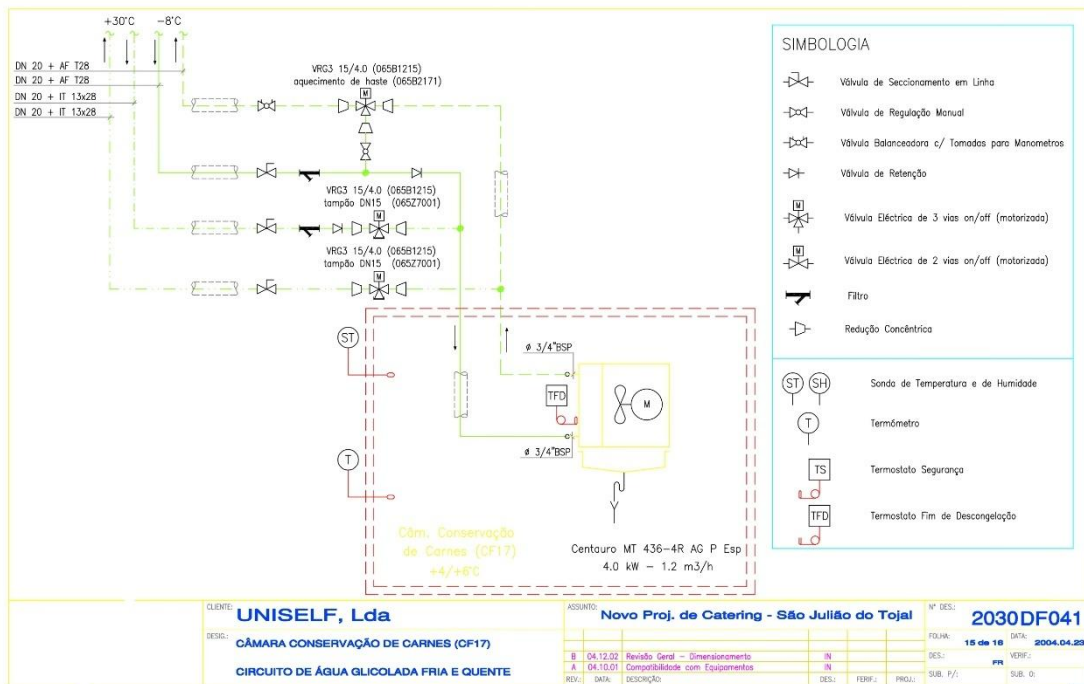 +30°C
-8°C
DN 20 + AF T28
DN 20 + AF T28
DN 20 + IT 13x28
DN 20 + IT 13x28
VRG3 15/4.0 (065B1215)
aquecimento de haste (065B2171)
M
VRG3 15/4.0 (065B1215)
tampão DN15 (065Z7001)
M
VRG3 15/4.0 (065B1215)
tampão DN15 (065Z7001)
M
ST
T
ø 3/4"BSP
TFD
M
ø 3/4"BSP
Câm. Conservação
de Carnes (CF17)
+4/+6°C
Centauro MT 436-4R AG P Esp
4.0 kW - 1.2 m3/h
SIMBOLOGIA
Válvula de Seccionamento em Linha
Válvula de Regulação Manual
Válvula Balanceadora c/ Tomadas para Manometros
Válvula de Retenção
M
Válvula Eléctrica de 3 vias on/off (motorizada)
M
Válvula Eléctrica de 2 vias on/off (motorizada)
Filtro
Redução Concêntrica
ST SH Sonda de Temperatura e de Humidade
T Termómetro
TS Termostato Segurança
TFD Termostato Fim de Descongelação
CLIENTE: UNISELF, Lda
DESIG.: CÂMARA CONSERVAÇÃO DE CARNES (CF17)
CIRCUITO DE ÁGUA GLICOLADA FRIA E QUENTE
ASSUNTO: Novo Proj. de Catering - São Julião do Tojal
B 04.12.02 Revisão Geral - Dimensionamento IN
A 04.10.01 Compatibilidade com Equipamentos IN
REV.: DATA: DESCRIÇÃO: DES.: FERIF.: PROJ.:
Nº DES.: 2030DF041
FOLHA: 15 de 16 DATA: 2004.04.23
DES.: FR VERIF.:
SUB. P/: SUB. O: